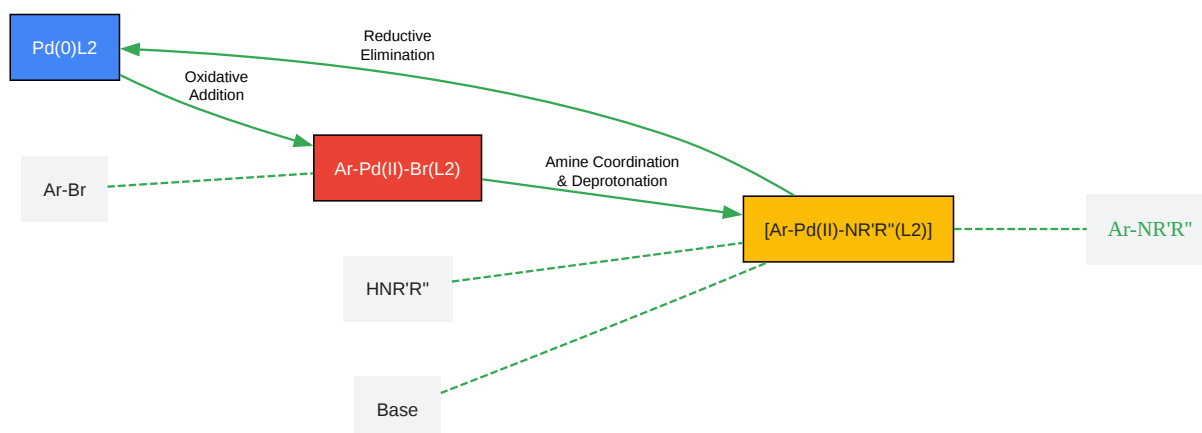 Pd(0)L2
Reductive
Elimination
Oxidative
Addition
Ar-Pd(II)-Br(L2)
Ar-Br
Amine Coordination
& Deprotonation
[Ar-Pd(II)-NR'R"(L2)]
Ar-NR'R"
HNR'R"
Base